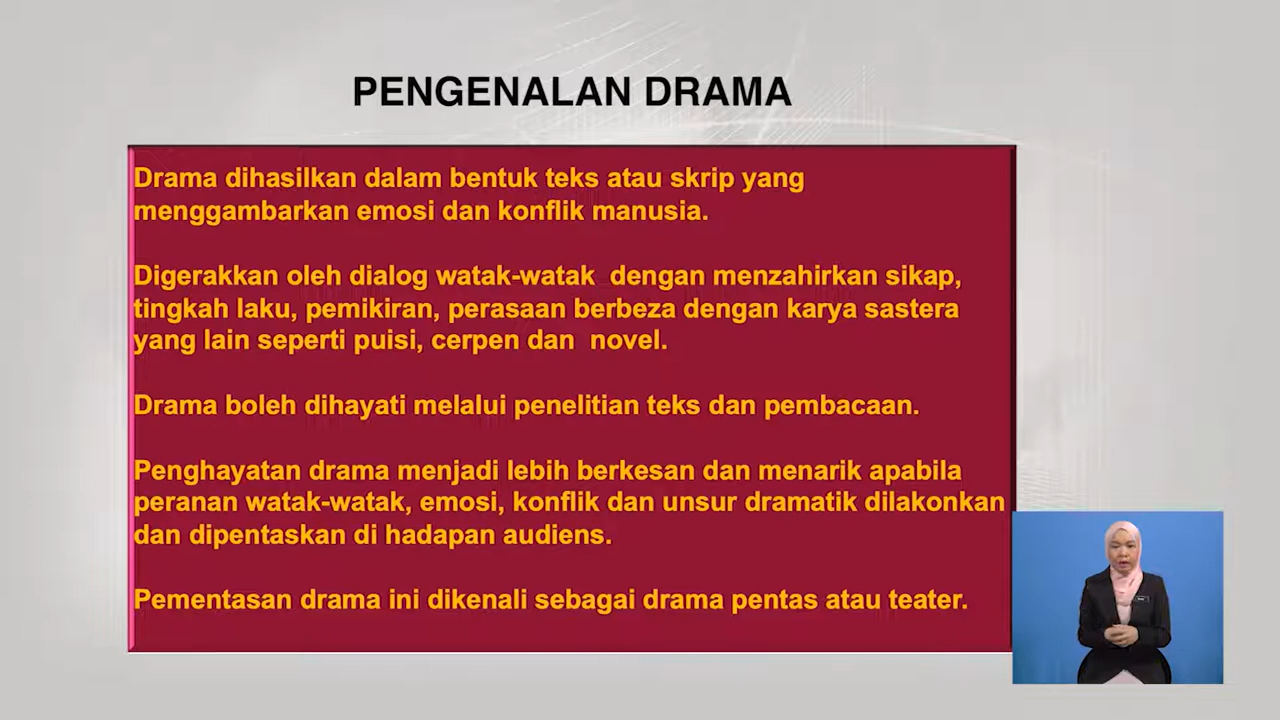 PENGENALAN DRAMA
Drama dihasilkan dalam bentuk teks atau skrip yang
menggambarkan emosi dan konflik manusia.
Digerakkan oleh dialog watak-watak  dengan menzahirkan sikap,
tingkah laku, pemikiran, perasaan berbeza dengan karya sastera
yang lain seperti puisi, cerpen dan  novel.
Drama boleh dihayati melalui penelitian teks dan pembacaan.
Penghayatan drama menjadi lebih berkesan dan menarik apabila
peranan watak-watak, emosi, konflik dan unsur dramatik dilakonkan
dan dipentaskan di hadapan audiens.
Pementasan drama ini dikenali sebagai drama pentas atau teater.